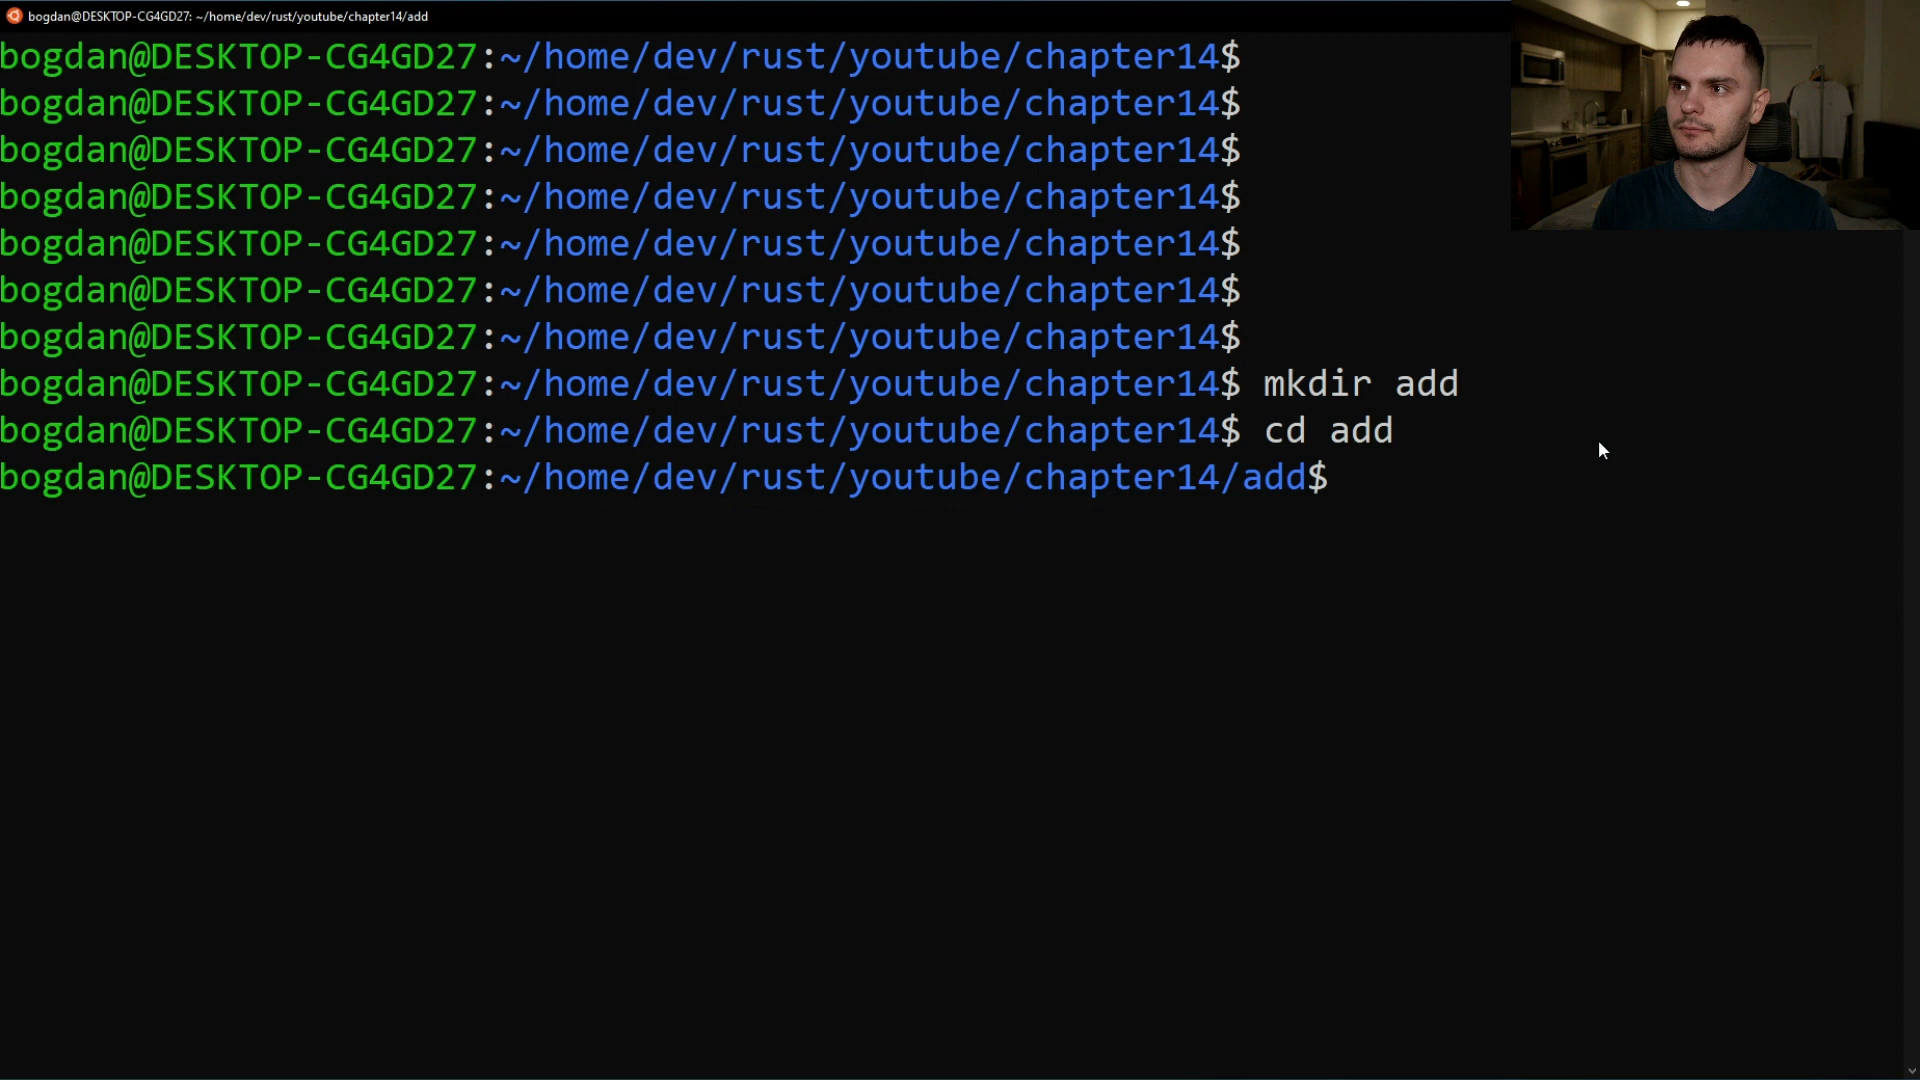 bogdan@DESKTOP-CG4GD27: ~/home/dev/rust/youtube/chapter14/add
bogdan@DESKTOP-CG4GD27:~/home/dev/rust/youtube/chapter14$
bogdan@DESKTOP-CG4GD27:~/home/dev/rust/youtube/chapter14$
bogdan@DESKTOP-CG4GD27:~/home/dev/rust/youtube/chapter14$
bogdan@DESKTOP-CG4GD27:~/home/dev/rust/youtube/chapter14$
bogdan@DESKTOP-CG4GD27:~/home/dev/rust/youtube/chapter14$
bogdan@DESKTOP-CG4GD27:~/home/dev/rust/youtube/chapter14$
bogdan@DESKTOP-CG4GD27:~/home/dev/rust/youtube/chapter14$
bogdan@DESKTOP-CG4GD27:~/home/dev/rust/youtube/chapter14$ mkdir add
bogdan@DESKTOP-CG4GD27:~/home/dev/rust/youtube/chapter14$ cd add
bogdan@DESKTOP-CG4GD27:~/home/dev/rust/youtube/chapter14/add$